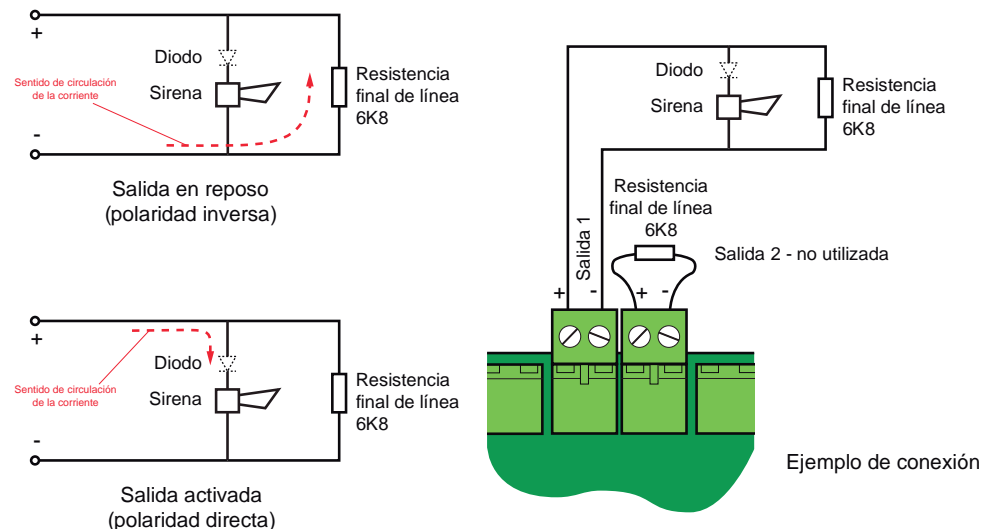 +
Diodo
Sentido de circulación
de la corriente
Sirena
Resistencia
final de línea
6K8
-
Salida en reposo
(polaridad inversa)
+
Diodo
Sentido de circulación
de la corriente
Sirena
Resistencia
final de línea
6K8
-
Salida activada
(polaridad directa)
Diodo
Sirena
Resistencia
final de línea
6K8
Resistencia
final de línea
6K8
Salida 1
Salida 2 - no utilizada
+ - + -
Ejemplo de conexión